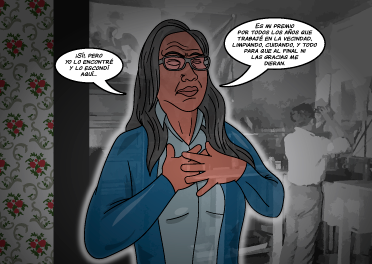 ¡SÍ!, PERO
YO LO ENCONTRÉ
Y LO ESCONDÍ
AQUÍ...
ES MI PREMIO
POR TODOS LOS AÑOS QUE
TRABAJÉ EN LA VECINDAD,
LIMPIANDO, CUIDANDO, Y TODO
PARA QUE AL FINAL NI
LAS GRACIAS ME
DIERAN.